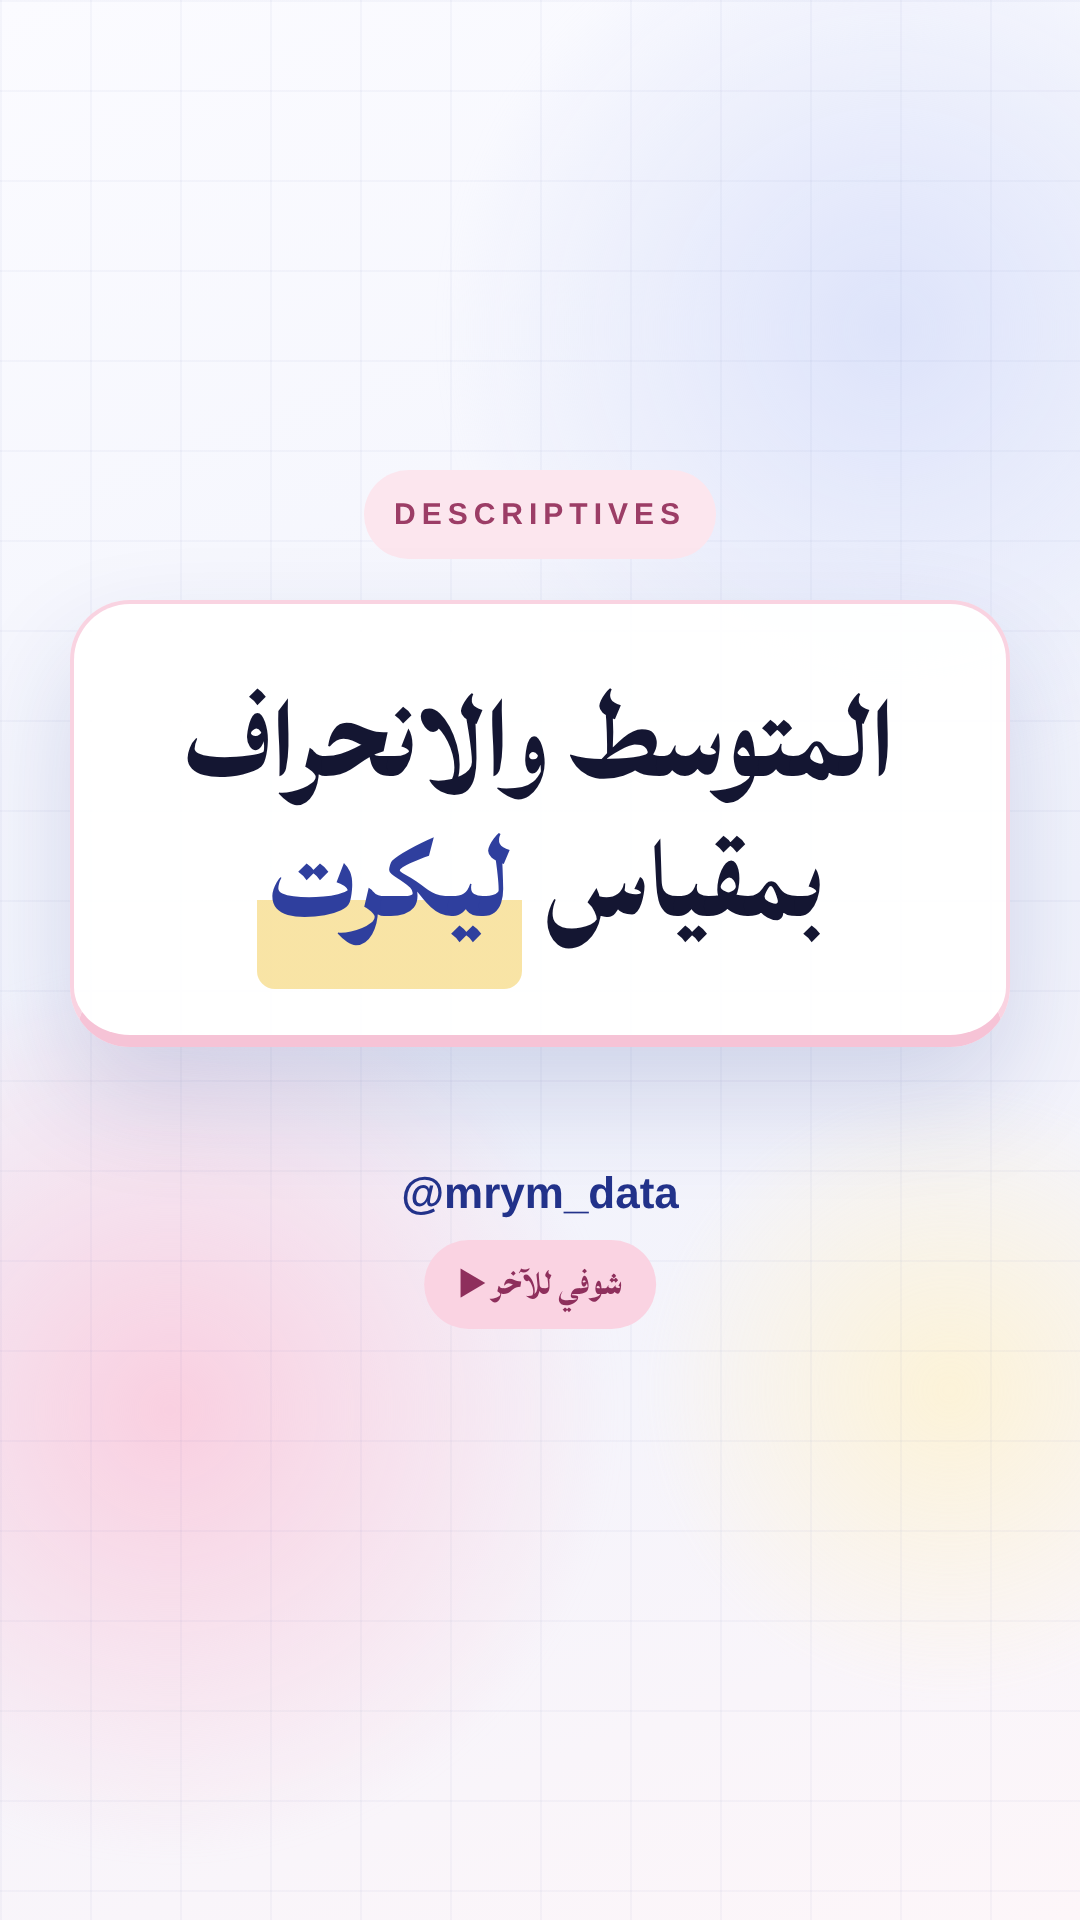 DESCRIPTIVES
المتوسط والانحراف
بمقياس ليكرت
@mrym_data
شوفي للآخر ▶